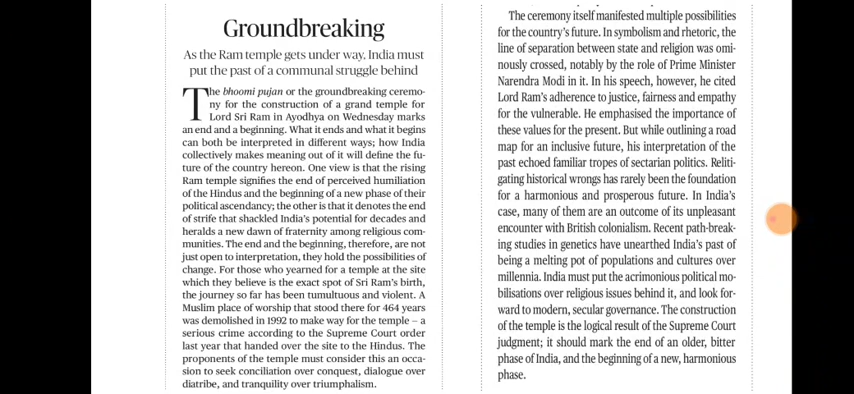 Groundbreaking
As the Ram temple gets under way, India must
put the past of a communal struggle behind
The bhoomi pujan or the groundbreaking ceremo-
ny for the construction of a grand temple for
Lord Sri Ram in Ayodhya on Wednesday marks
an end and a beginning. What it ends and what it begins
can both be interpreted in different ways; how India
collectively makes meaning out of it will define the fu-
ture of the country hereon. One view is that the rising
Ram temple signifies the end of perceived humiliation
of the Hindus and the beginning of a new phase of their
political ascendancy; the other is that it denotes the end
of strife that shackled India's potential for decades and
heralds a new dawn of fraternity among religious com-
munities. The end and the beginning, therefore, are not
just open to interpretation, they hold the possibilities of
change. For those who yearned for a temple at the site
which they believe is the exact spot of Sri Ram's birth,
the journey so far has been tumultuous and violent. A
Muslim place of worship that stood there for 464 years
was demolished in 1992 to make way for the temple – a
serious crime according to the Supreme Court order
last year that handed over the site to the Hindus. The
proponents of the temple must consider this an occa-
sion to seek conciliation over conquest, dialogue over
diatribe, and tranquility over triumphalism.
The ceremony itself manifested multiple possibilities
for the country's future. In symbolism and rhetoric, the
line of separation between state and religion was omi-
nously crossed, notably by the role of Prime Minister
Narendra Modi in it. In his speech, however, he cited
Lord Ram's adherence to justice, fairness and empathy
for the vulnerable. He emphasised the importance of
these values for the present. But while outlining a road
map for an inclusive future, his interpretation of the
past echoed familiar tropes of sectarian politics. Reliti-
gating historical wrongs has rarely been the foundation
for a harmonious and prosperous future. In India's
case, many of them are an outcome of its unpleasant
encounter with British colonialism. Recent path-break-
ing studies in genetics have unearthed India's past of
being a melting pot of populations and cultures over
millennia. India must put the acrimonious political mo-
bilisations over religious issues behind it, and look for-
ward to modern, secular governance. The construction
of the temple is the logical result of the Supreme Court
judgment; it should mark the end of an older, bitter
phase of India, and the beginning of a new, harmonious
phase.